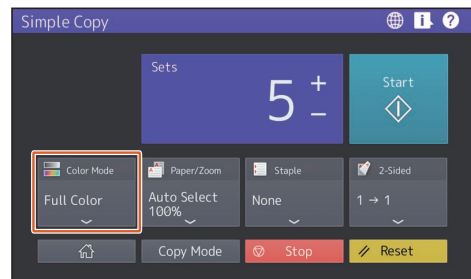 Simple Copy
i ?
Sets
5 + −
Start
Color Mode
Full Color
Paper/Zoom
Auto Select
100%
Staple
None
2-Sided
1 → 1
Copy Mode
Stop
Reset